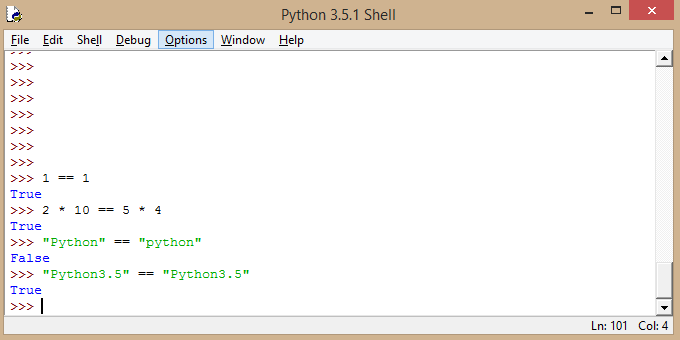 Python 3.5.1 Shell
File Edit Shell Debug Options Window Help
>>>
>>>
>>>
>>>
>>>
>>>
>>>
>>> 1 == 1
True
>>> 2 * 10 == 5 * 4
True
>>> "Python" == "python"
False
>>> "Python3.5" == "Python3.5"
True
>>>
Ln: 101 Col: 4